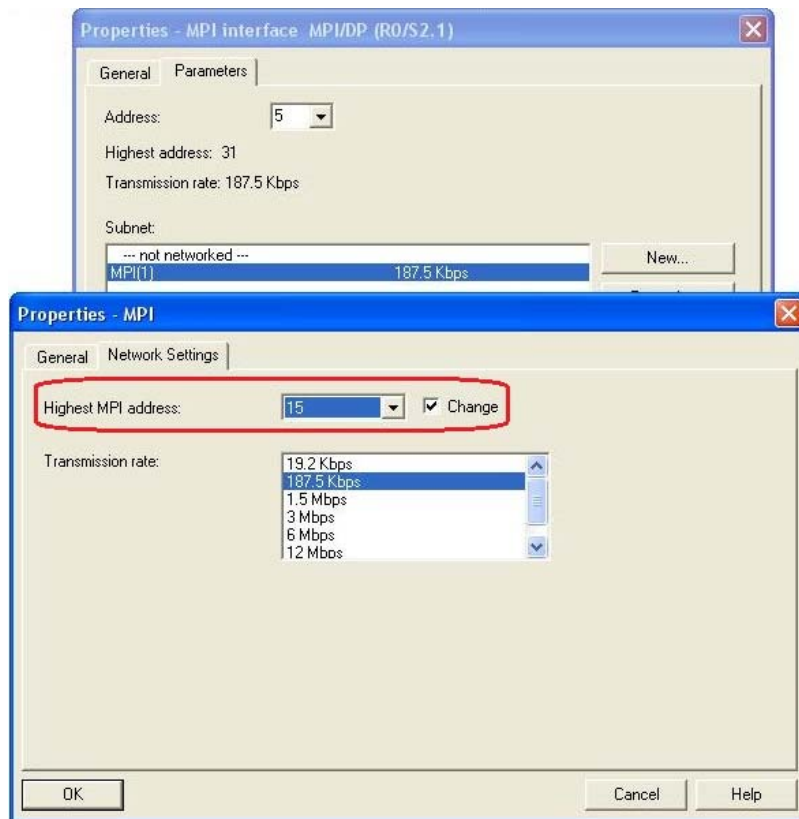 Properties - MPI interface MPI/DP (R0/S2.1)
General Parameters
Address: 5
Highest address: 31
Transmission rate: 187.5 Kbps
Subnet:
--- not networked ---
MPI(1) 187.5 Kbps
New...
Properties - MPI
General Network Settings
Highest MPI address: 15 Change
Transmission rate:
19.2 Kbps
187.5 Kbps
1.5 Mbps
3 Mbps
6 Mbps
12 Mbps
OK Cancel Help